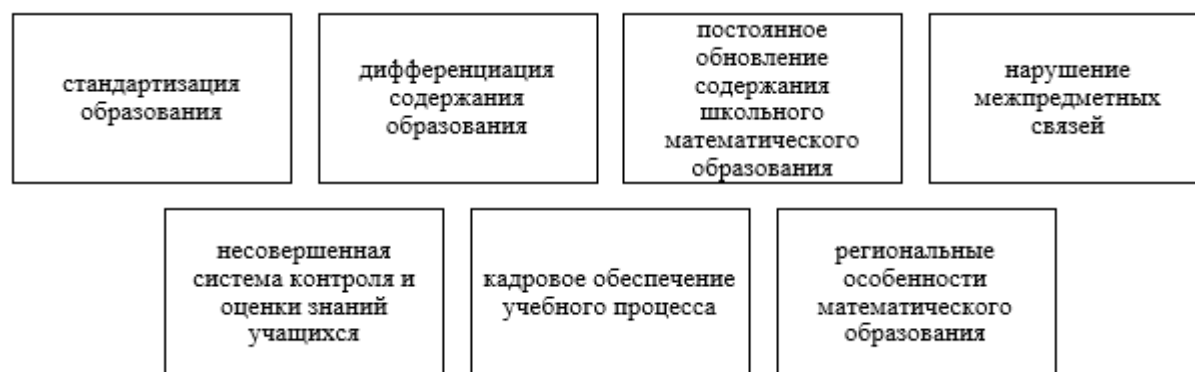 стандартизация
образования
дифференциация
содержания
образования
постоянное
обновление
содержания
школьного
математического
образования
нарушение
межпредметных
связей
несовершенная
система контроля и
оценки знаний
учащихся
кадровое обеспечение
учебного процесса
региональные
особенности
математического
образования